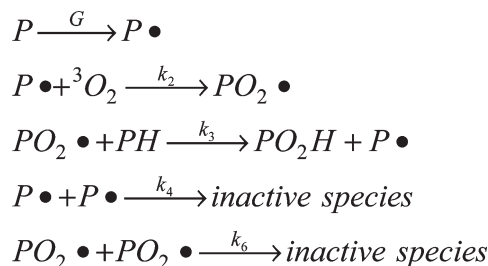 P —G→ P •
P •+³O₂ —k₂→ PO₂ •
PO₂ • +PH —k₃→ PO₂H + P•
P• +P • —k₄→ inactive species
PO₂ • +PO₂ • —k₆→ inactive species